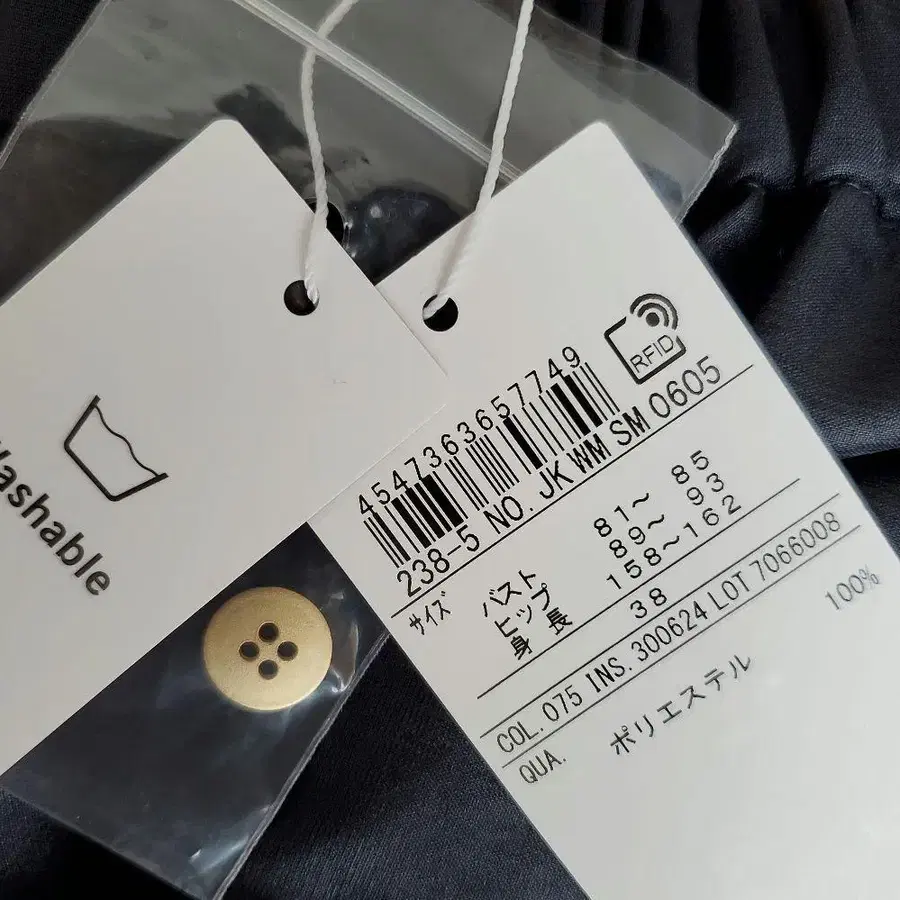 Washable
RFID
4547363657749
238-5 NO. JK WM SM 0605
サイズ
バスト 81～ 85
ヒップ 89～ 93
身長 158～162
38
COL. 075 INS. 300624 LOT 7066008
QUA. ポリエステル 100%